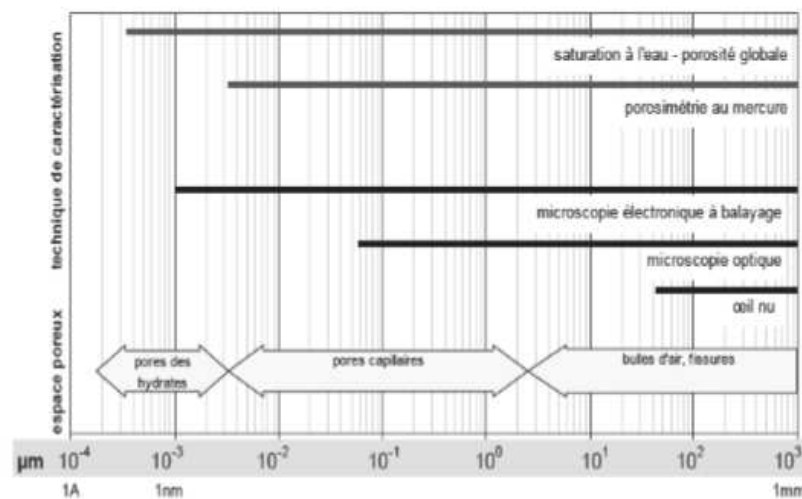 technique de caractérisation
saturation à l'eau - porosité globale
porosimétrie au mercure
microscopie électronique à balayage
microscopie optique
œil nu
espace poreux
pores des
hydrates
pores capillaires
bulles d'air, fissures
µm 10⁻⁴ 10⁻³ 10⁻² 10⁻¹ 10⁰ 10¹ 10² 10³
1A 1nm 1mm